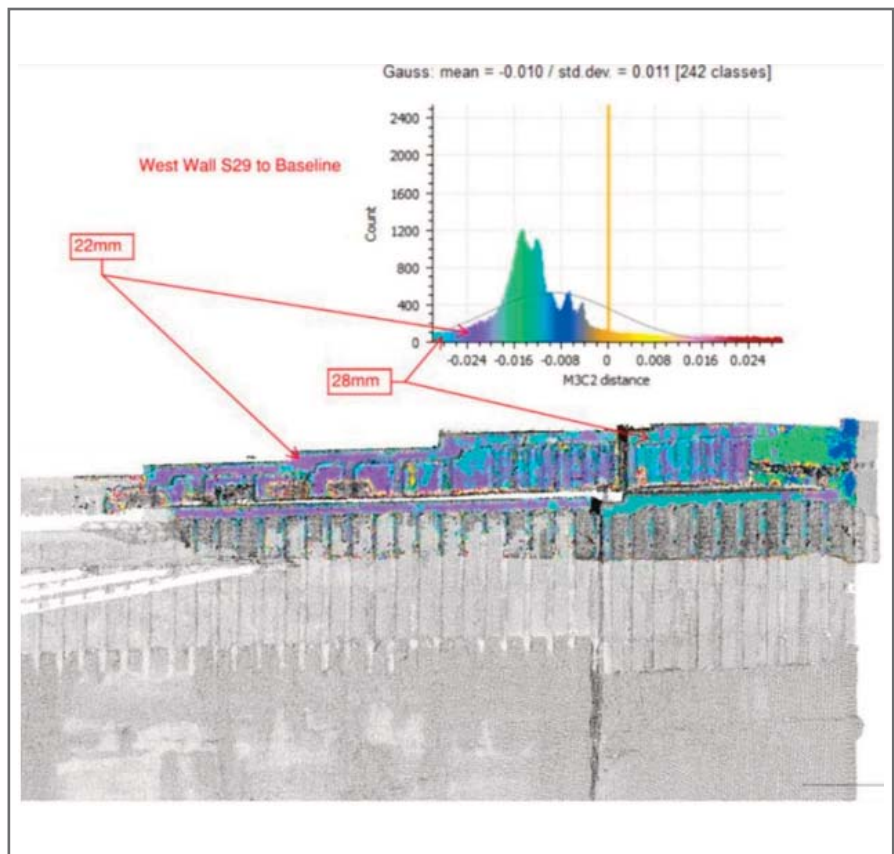 Gauss: mean = -0.010 / std.dev. = 0.011 [242 classes]
West Wall S29 to Baseline
22mm
28mm
Count
2400
2000
1600
1200
800
400
0
-0.024 -0.016 -0.008 0 0.008 0.016 0.024
M3C2 distance